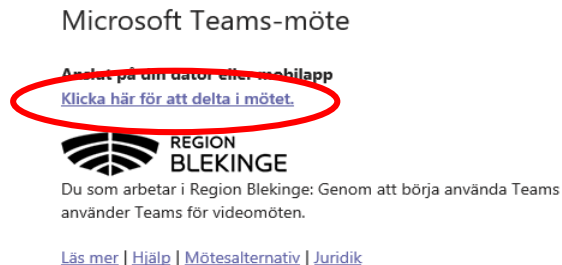 Microsoft Teams-möte
Anslut på din dator eller mobilapp
Klicka här för att delta i mötet.
REGION
BLEKINGE
Du som arbetar i Region Blekinge: Genom att börja använda Teams
använder Teams för videomöten.
Läs mer | Hjälp | Mötesalternativ | Juridik